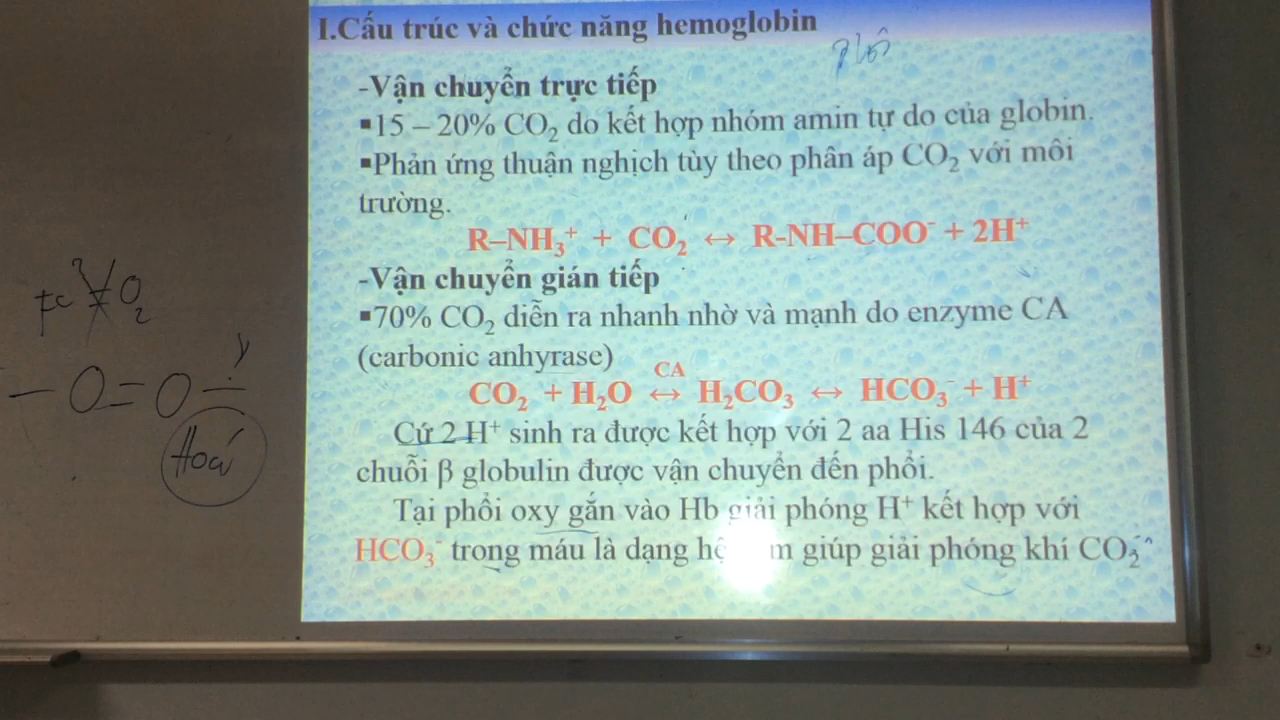 I.Cấu trúc và chức năng hemoglobin
-Vận chuyển trực tiếp
▪15 – 20% CO₂ do kết hợp nhóm amin tự do của globin.
▪Phản ứng thuận nghịch tùy theo phân áp CO₂ với môi
trường.
R–NH₃⁺ + CO₂ ↔ R-NH–COO⁻ + 2H⁺
-Vận chuyển gián tiếp
▪70% CO₂ diễn ra nhanh nhờ và mạnh do enzyme CA
(carbonic anhyrase)
CA
CO₂ + H₂O ↔ H₂CO₃ ↔ HCO₃⁻ + H⁺
Cứ 2 H⁺ sinh ra được kết hợp với 2 aa His 146 của 2
chuỗi β globulin được vận chuyển đến phổi.
Tại phổi oxy gắn vào Hb giải phóng H⁺ kết hợp với
HCO₃⁻ trong máu là dạng giúp giải phóng khí CO₂
O₂
– O = O
Hoá